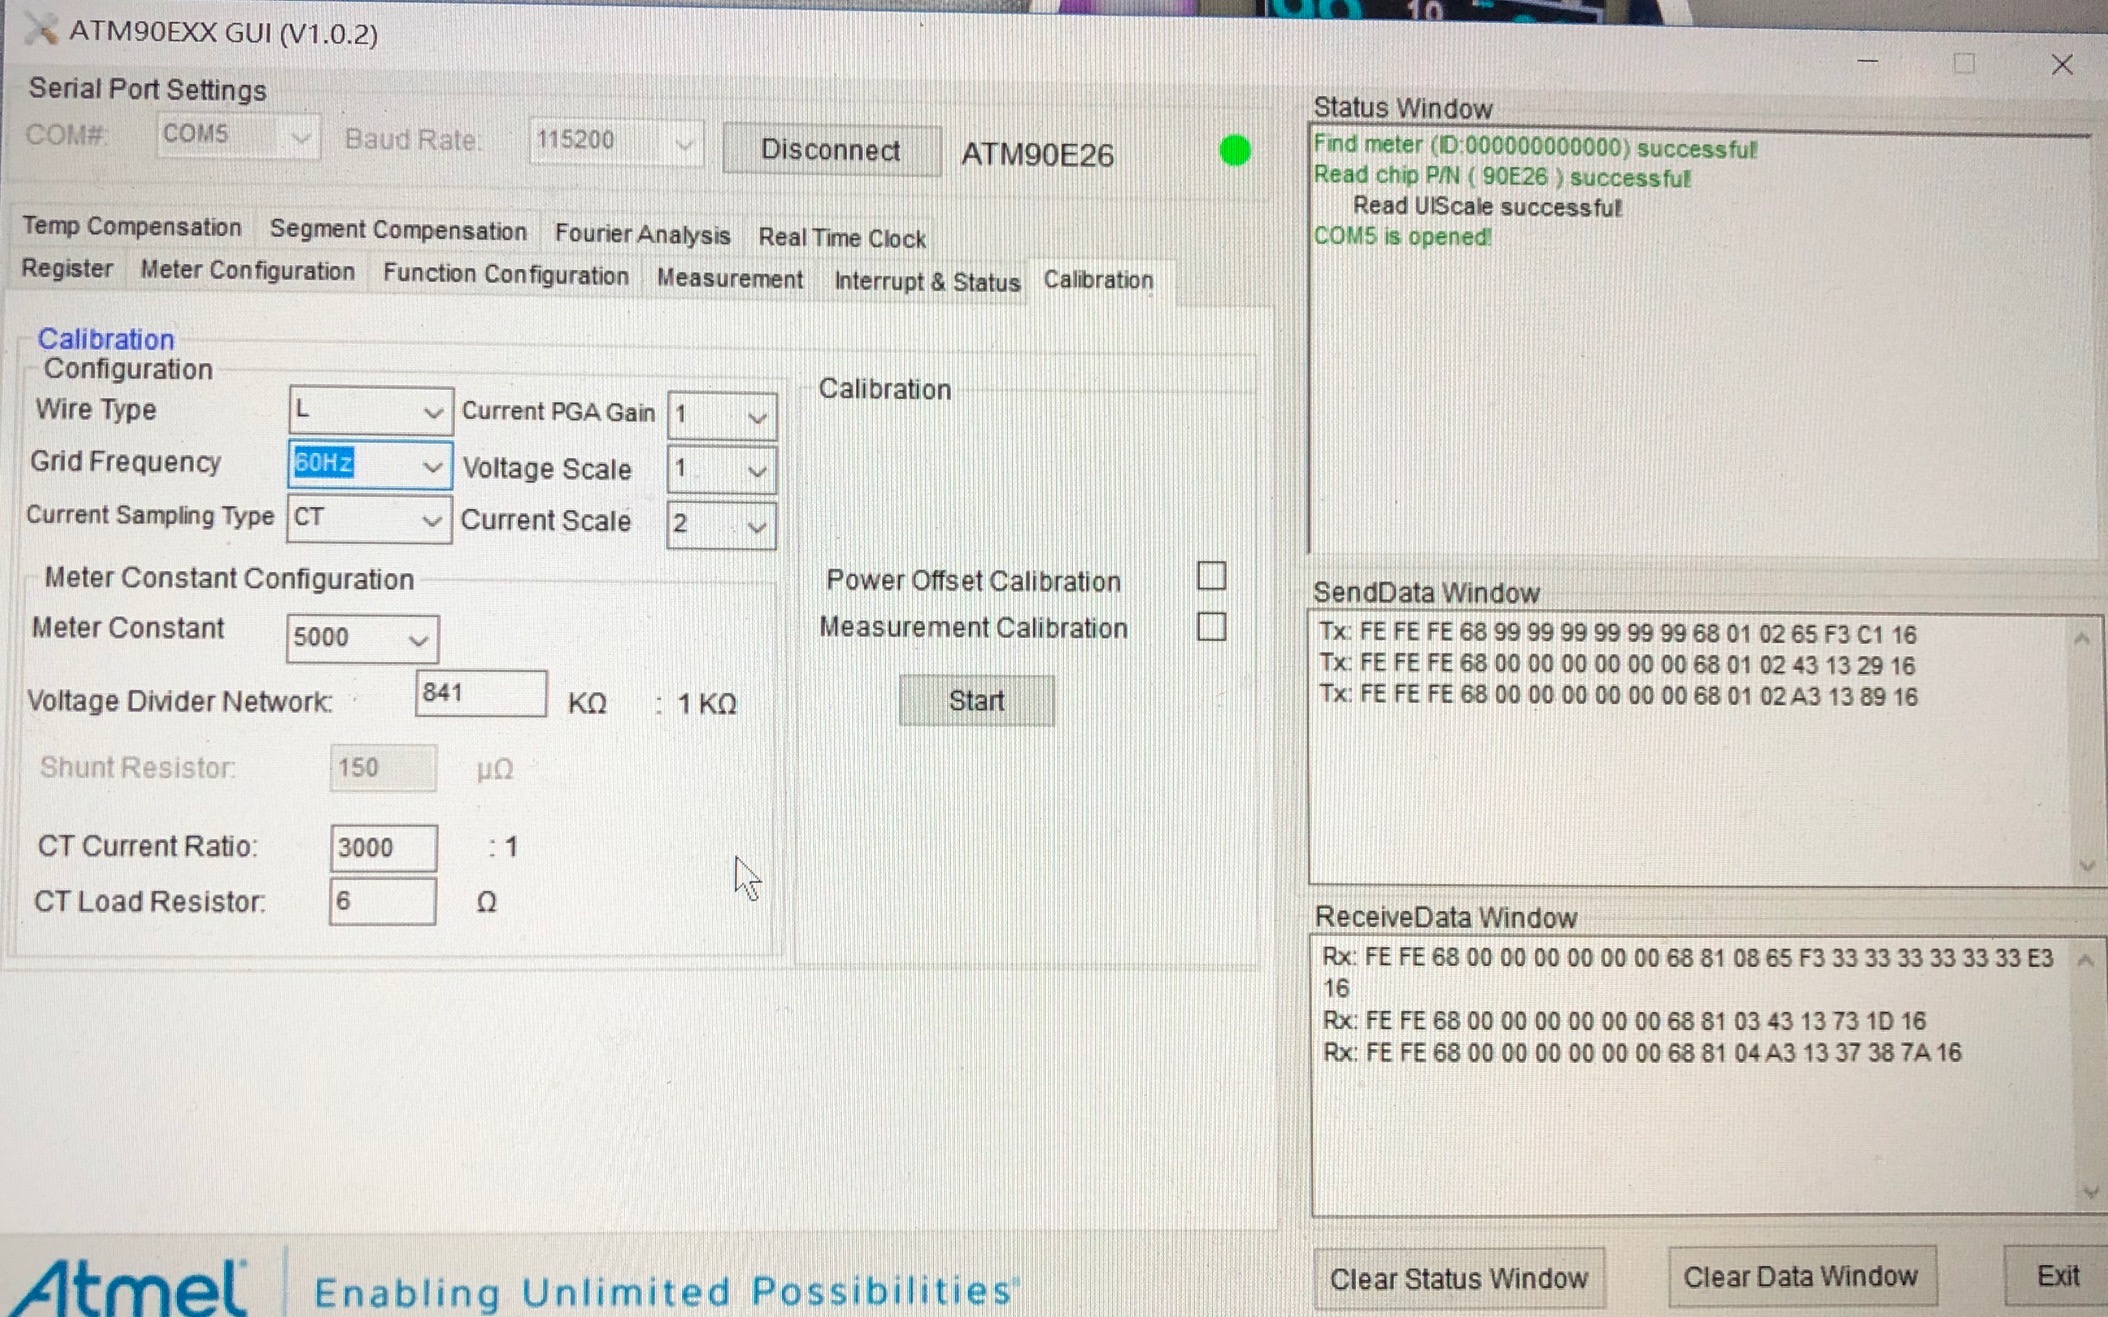 10
ATM90EXX GUI (V1.0.2)
Serial Port Settings
COM#: COM5 Baud Rate: 115200 Disconnect ATM90E26
Temp Compensation Segment Compensation Fourier Analysis Real Time Clock
Register Meter Configuration Function Configuration Measurement Interrupt & Status Calibration
Calibration
Configuration
Wire Type L Current PGA Gain 1
Grid Frequency 60Hz Voltage Scale 1
Current Sampling Type CT Current Scale 2
Meter Constant Configuration
Meter Constant 5000
Voltage Divider Network: 841 KΩ : 1 KΩ
Shunt Resistor: 150 µΩ
CT Current Ratio: 3000 : 1
CT Load Resistor: 6 Ω
Calibration
Power Offset Calibration
Measurement Calibration
Start
Status Window
Find meter (ID:000000000000) successful!
Read chip P/N ( 90E26 ) successful!
Read UIScale successful!
COM5 is opened!
SendData Window
Tx: FE FE FE 68 99 99 99 99 99 99 68 01 02 65 F3 C1 16
Tx: FE FE FE 68 00 00 00 00 00 00 68 01 02 43 13 29 16
Tx: FE FE FE 68 00 00 00 00 00 00 68 01 02 A3 13 89 16
ReceiveData Window
Rx: FE FE 68 00 00 00 00 00 00 68 81 08 65 F3 33 33 33 33 33 33 E3
16
Rx: FE FE 68 00 00 00 00 00 00 68 81 03 43 13 73 1D 16
Rx: FE FE 68 00 00 00 00 00 00 68 81 04 A3 13 37 38 7A 16
Clear Status Window Clear Data Window Exit
Atmel Enabling Unlimited Possibilities